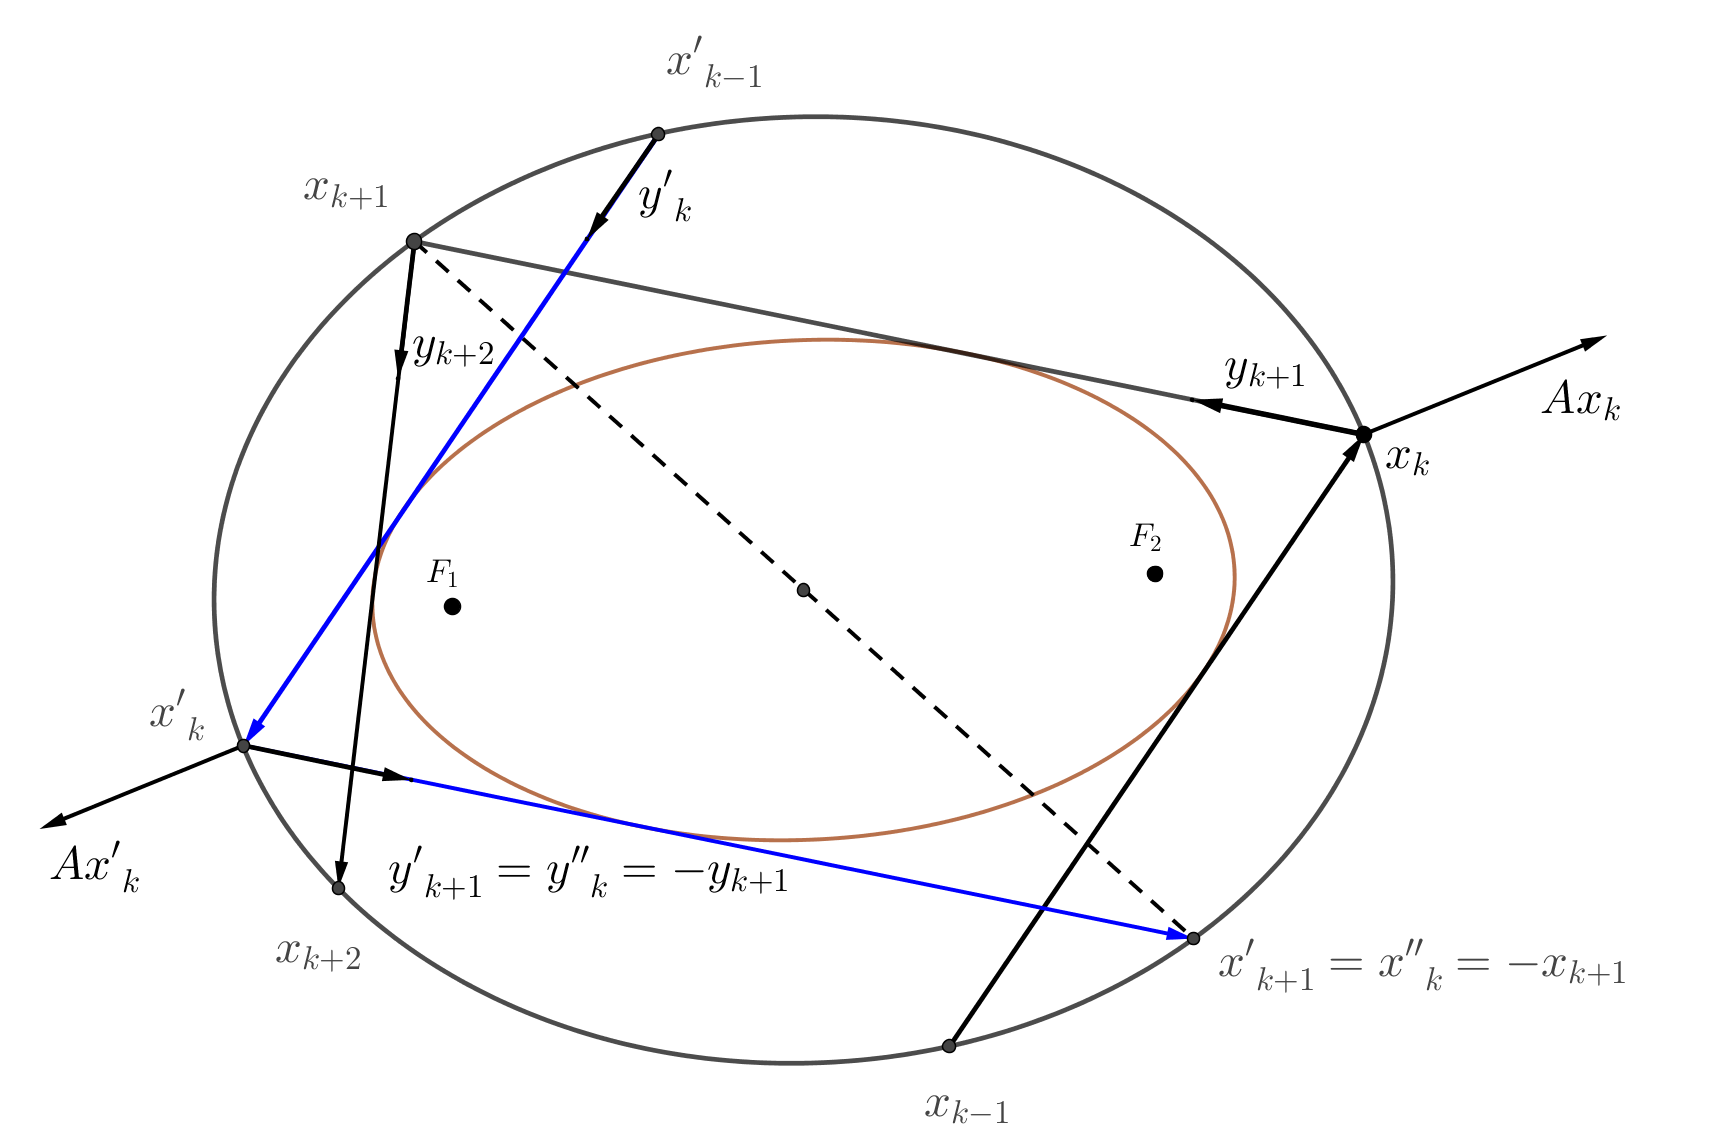 x′ₖ₋₁
xₖ₊₁
y′ₖ
yₖ₊₂
yₖ₊₁
Axₖ
xₖ
F₂
F₁
x′ₖ
Ax′ₖ
y′ₖ₊₁ = y″ₖ = −yₖ₊₁
xₖ₊₂
x′ₖ₊₁ = x″ₖ = −xₖ₊₁
xₖ₋₁